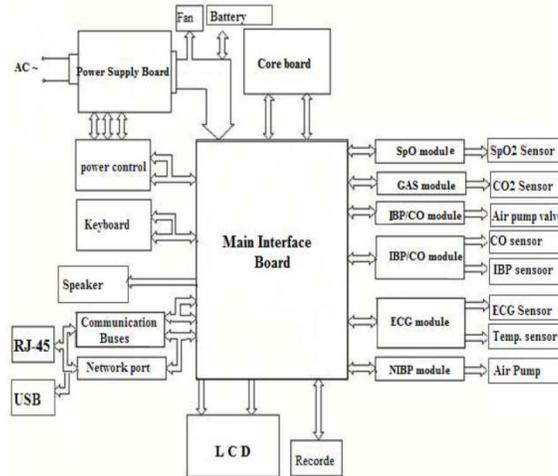 Fan
Battery
AC ~
Power Supply Board
Core board
power control
Keyboard
Speaker
Communication
Buses
RJ-45
Network port
USB
Main Interface
Board
SpO module
SpO2 Sensor
GAS module
CO2 Sensor
IBP/CO module
Air pump valve
IBP/CO module
CO sensor
IBP sensoor
ECG module
ECG Sensor
Temp. sensor
NIBP module
Air Pump
L C D
Recorde